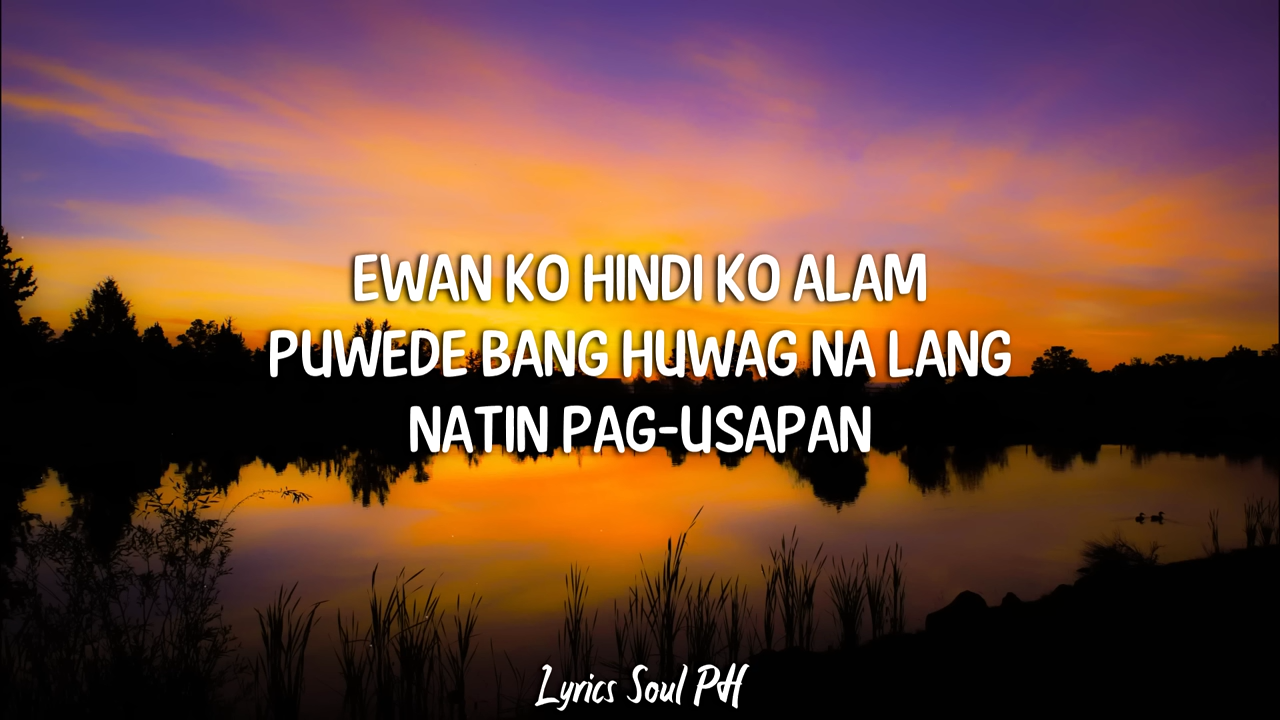 EWAN KO HINDI KO ALAM
PUWEDE BANG HUWAG NA LANG
NATIN PAG-USAPAN
Lyrics Soul PH